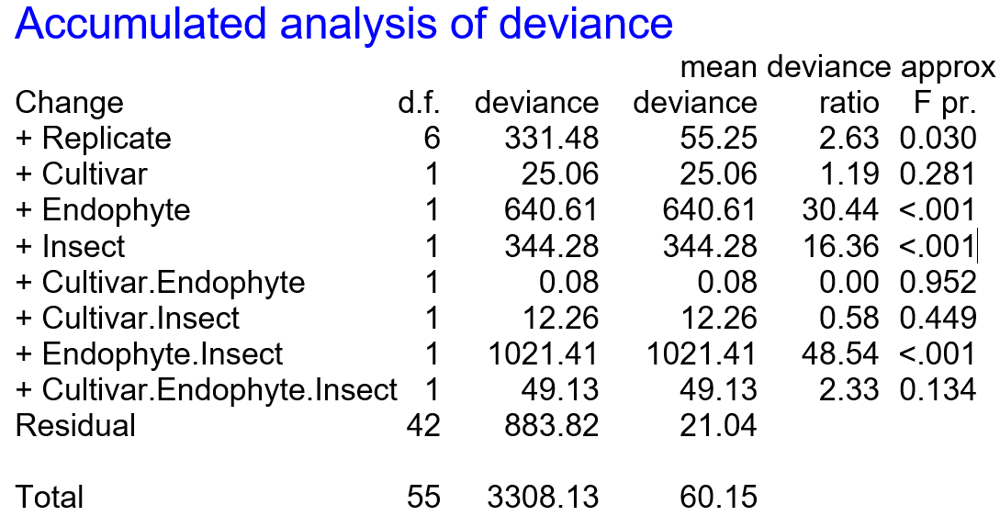 Accumulated analysis of deviance
mean deviance approx
Change d.f. deviance deviance ratio F pr.
+ Replicate 6 331.48 55.25 2.63 0.030
+ Cultivar 1 25.06 25.06 1.19 0.281
+ Endophyte 1 640.61 640.61 30.44 <.001
+ Insect 1 344.28 344.28 16.36 <.001
+ Cultivar.Endophyte 1 0.08 0.08 0.00 0.952
+ Cultivar.Insect 1 12.26 12.26 0.58 0.449
+ Endophyte.Insect 1 1021.41 1021.41 48.54 <.001
+ Cultivar.Endophyte.Insect 1 49.13 49.13 2.33 0.134
Residual 42 883.82 21.04
Total 55 3308.13 60.15